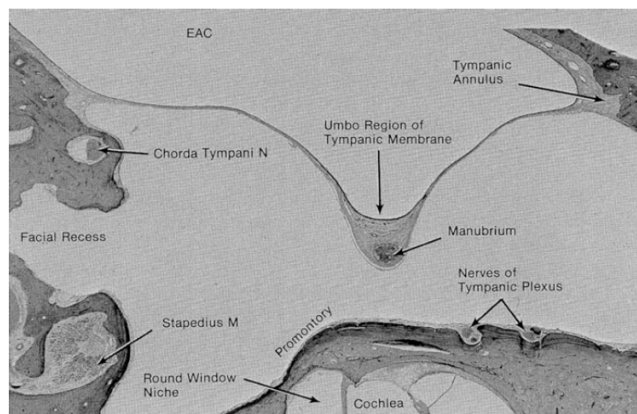 EAC
Tympanic
Annulus
Umbo Region of
Tympanic Membrane
Chorda Tympani N
Facial Recess
Manubrium
Nerves of
Tympanic Plexus
Stapedius M
Promontory
Round Window
Niche
Cochlea